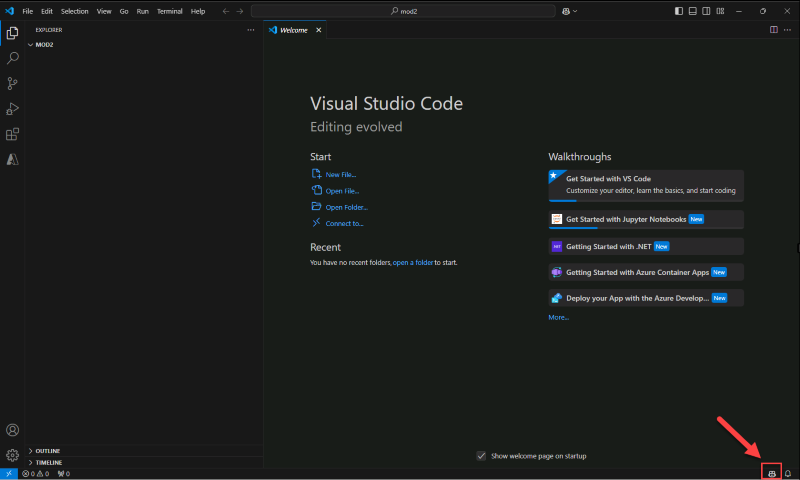 File Edit Selection View Go Run Terminal Help
mod2
EXPLORER
MOD2
Welcome
Visual Studio Code
Editing evolved
Start
New File...
Open File...
Open Folder...
Connect to...
Recent
You have no recent folders, open a folder to start.
Walkthroughs
Get Started with VS Code
Customize your editor, learn the basics, and start coding
Get Started with Jupyter Notebooks New
Getting Started with .NET New
Getting Started with Azure Container Apps New
Deploy your App with the Azure Develop... New
More...
Show welcome page on startup
OUTLINE
TIMELINE
0 0 0